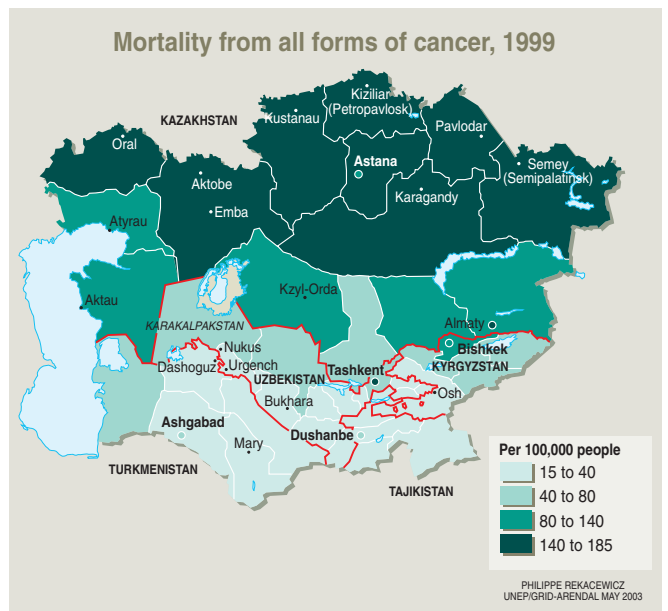 Mortality from all forms of cancer, 1999
Kiziliar
(Petropavlosk)
KAZAKHSTAN
Kustanau
Pavlodar
Oral
Astana
Semey
(Semipalatinsk)
Aktobe
Karagandy
Emba
Atyrau
Kzyl-Orda
Aktau
Almaty
KARAKALPAKSTAN
Nukus
Bishkek
Dashoguz
Urgench
KYRGYZSTAN
UZBEKISTAN
Tashkent
Osh
Bukhara
Ashgabad
Dushanbe
Mary
TURKMENISTAN
TAJIKISTAN
Per 100,000 people
15 to 40
40 to 80
80 to 140
140 to 185
PHILIPPE REKACEWICZ
UNEP/GRID-ARENDAL MAY 2003